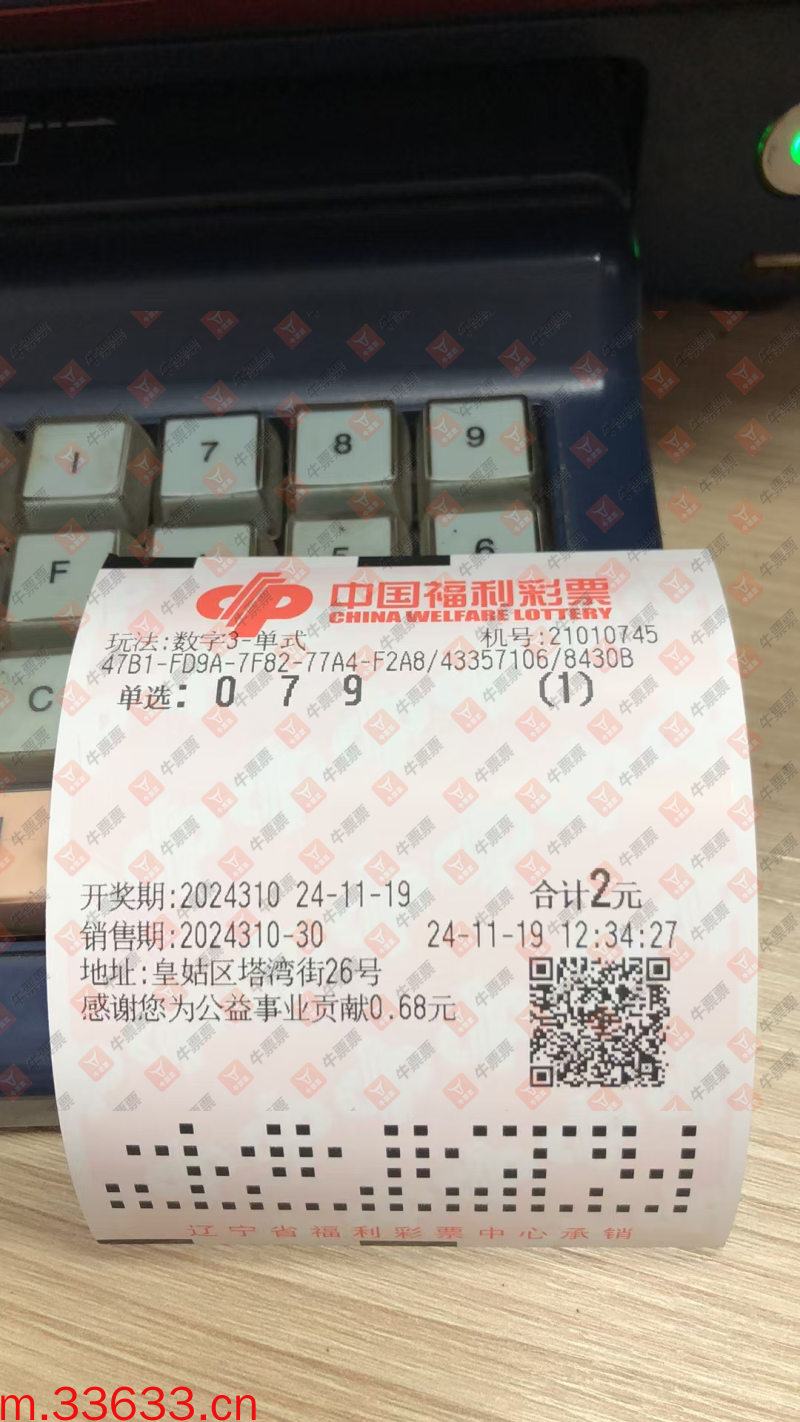 7 8 9
F 6
C
中国福利彩票
CHINA WELFARE LOTTERY
玩法:数字3-单式 机号:21010745
47B1-FD9A-7F82-77A4-F2A8/43357106/8430B
单选: 0 7 9 (1)
开奖期:2024310 24-11-19 合计2元
销售期:2024310-30 24-11-19 12:34:27
地址:皇姑区塔湾街26号
感谢您为公益事业贡献0.68元
辽宁省福利彩票中心承销
牛票票
m.33633.cn